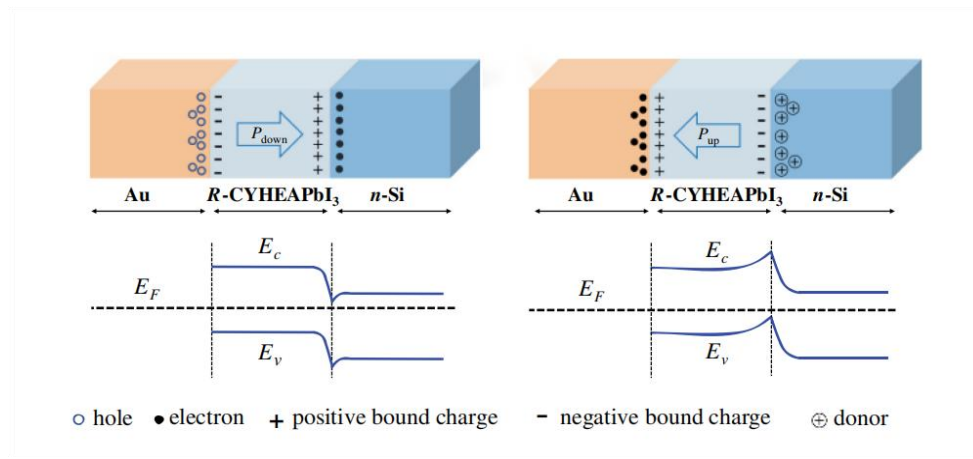 P_down
P_up
Au R-CYHEAPbI₃ n-Si
Au R-CYHEAPbI₃ n-Si
E_c
E_F
E_v
E_c
E_F
E_v
hole electron + positive bound charge - negative bound charge ⊕ donor